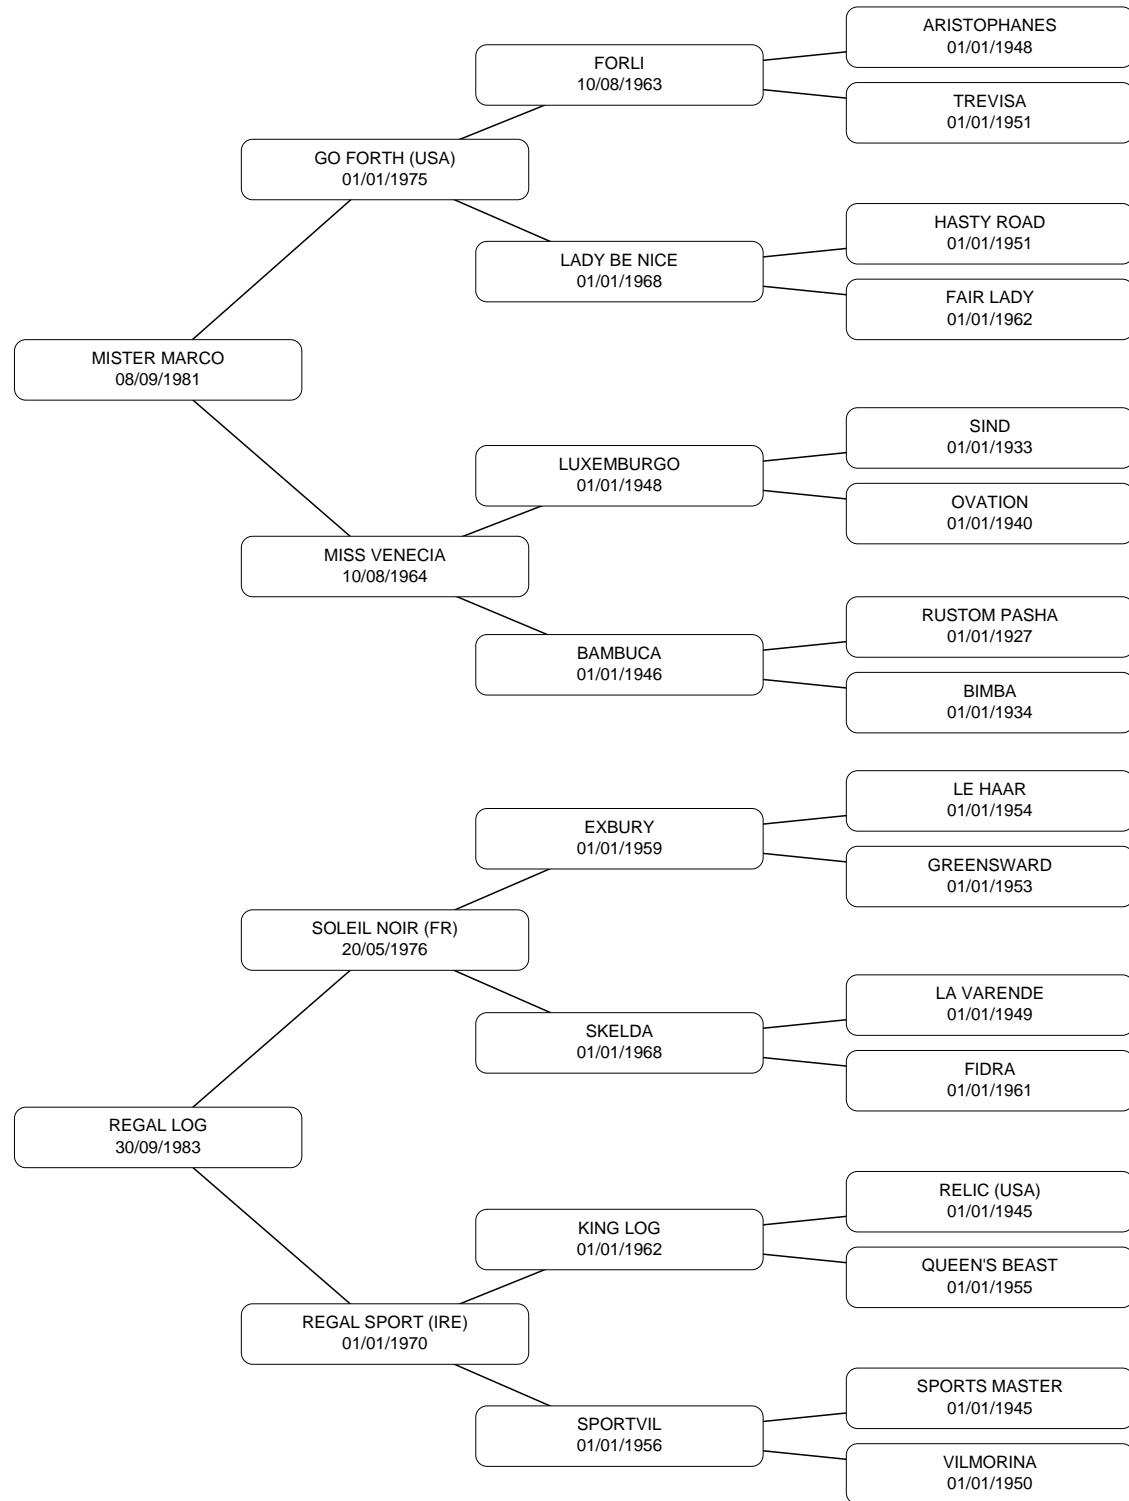 ARISTOPHANES
01/01/1948
FORLI
10/08/1963
TREVISA
01/01/1951
GO FORTH (USA)
01/01/1975
HASTY ROAD
01/01/1951
LADY BE NICE
01/01/1968
FAIR LADY
01/01/1962
MISTER MARCO
08/09/1981
SIND
01/01/1933
LUXEMBURGO
01/01/1948
OVATION
01/01/1940
MISS VENECIA
10/08/1964
RUSTOM PASHA
01/01/1927
BAMBUCA
01/01/1946
BIMBA
01/01/1934
LE HAAR
01/01/1954
EXBURY
01/01/1959
GREENSWARD
01/01/1953
SOLEIL NOIR (FR)
20/05/1976
LA VARENDE
01/01/1949
SKELDA
01/01/1968
FIDRA
01/01/1961
REGAL LOG
30/09/1983
RELIC (USA)
01/01/1945
KING LOG
01/01/1962
QUEEN'S BEAST
01/01/1955
REGAL SPORT (IRE)
01/01/1970
SPORTS MASTER
01/01/1945
SPORTVIL
01/01/1956
VILMORINA
01/01/1950